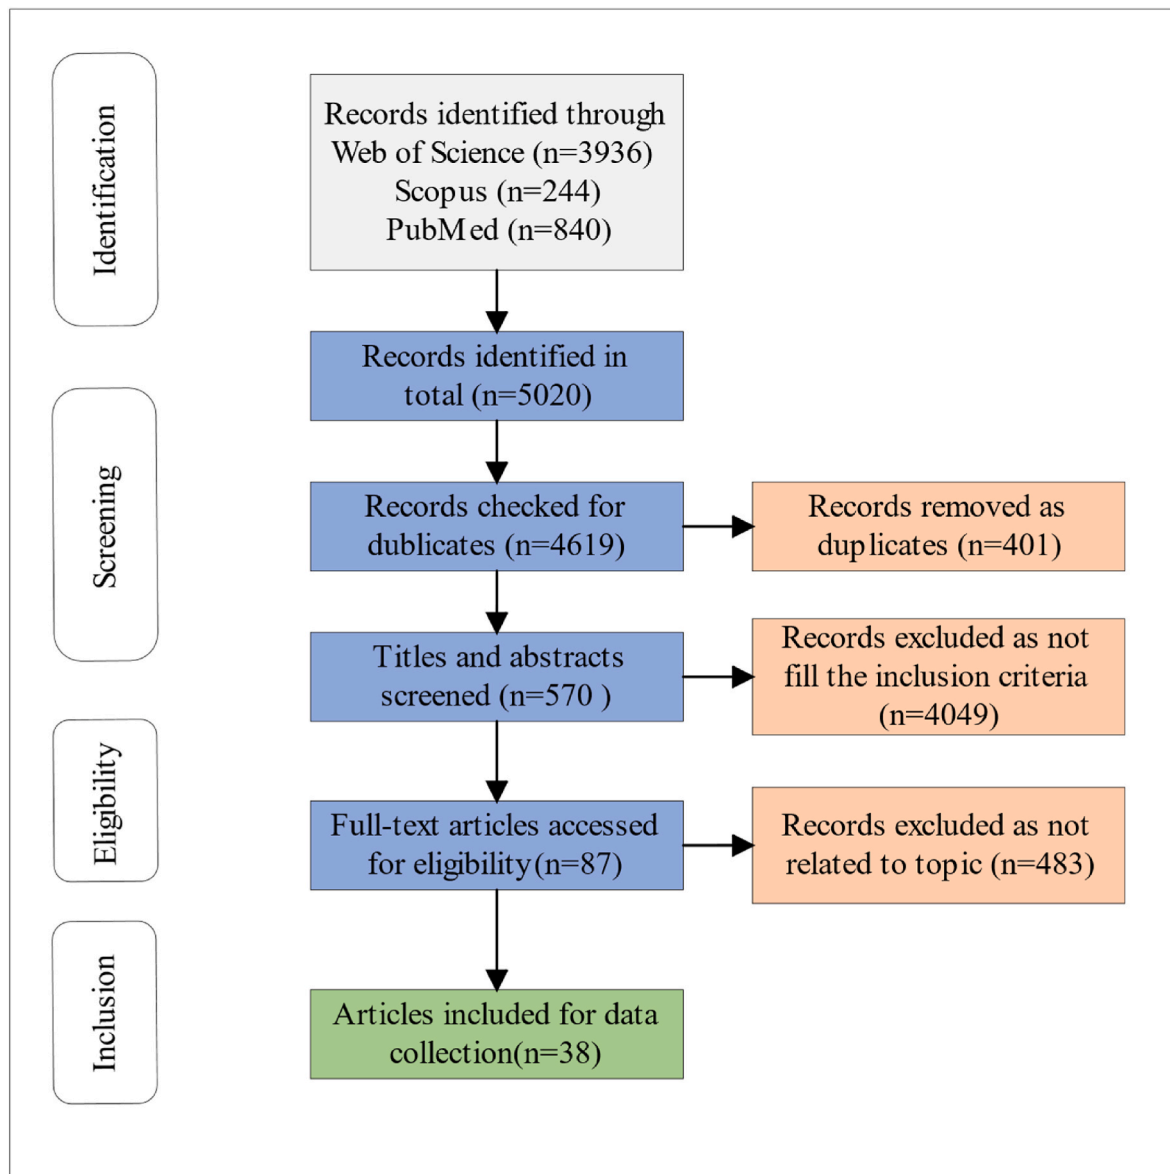 Identification
Records identified through
Web of Science (n=3936)
Scopus (n=244)
PubMed (n=840)
Records identified in
total (n=5020)
Screening
Records checked for
dublicates (n=4619)
Records removed as
duplicates (n=401)
Titles and abstracts
screened (n=570 )
Records excluded as not
fill the inclusion criteria
(n=4049)
Eligibility
Full-text articles accessed
for eligibility(n=87)
Records excluded as not
related to topic (n=483)
Inclusion
Articles included for data
collection(n=38)